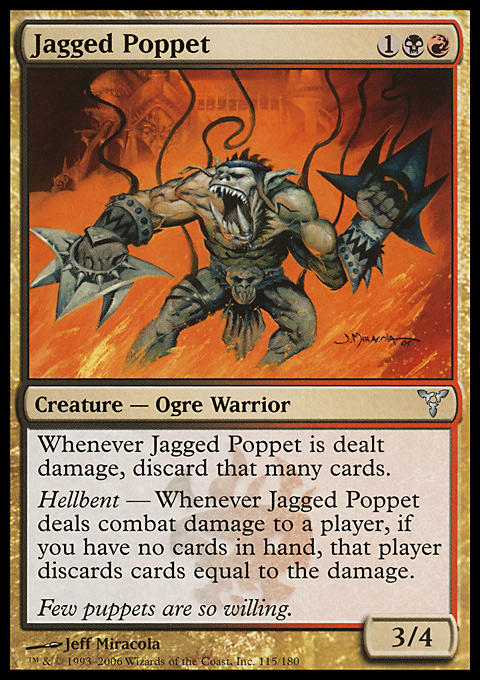 Jagged Poppet
1
J. MIRACOLA
Creature — Ogre Warrior
Whenever Jagged Poppet is dealt
damage, discard that many cards.
Hellbent — Whenever Jagged Poppet
deals combat damage to a player, if
you have no cards in hand, that player
discards cards equal to the damage.
Few puppets are so willing.
3/4
Jeff Miracola
™ & © 1993–2006 Wizards of the Coast, Inc. 115/180